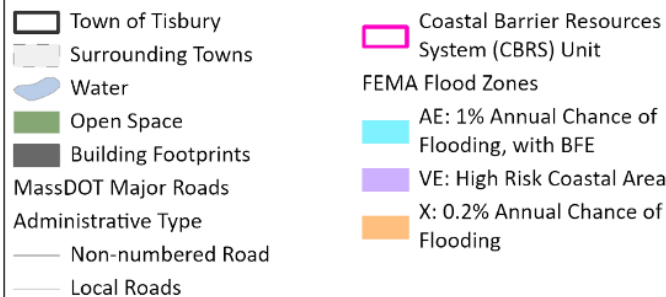 Town of Tisbury
Surrounding Towns
Water
Open Space
Building Footprints
MassDOT Major Roads
Administrative Type
Non-numbered Road
Local Roads
Coastal Barrier Resources
System (CBRS) Unit
FEMA Flood Zones
AE: 1% Annual Chance of
Flooding, with BFE
VE: High Risk Coastal Area
X: 0.2% Annual Chance of
Flooding